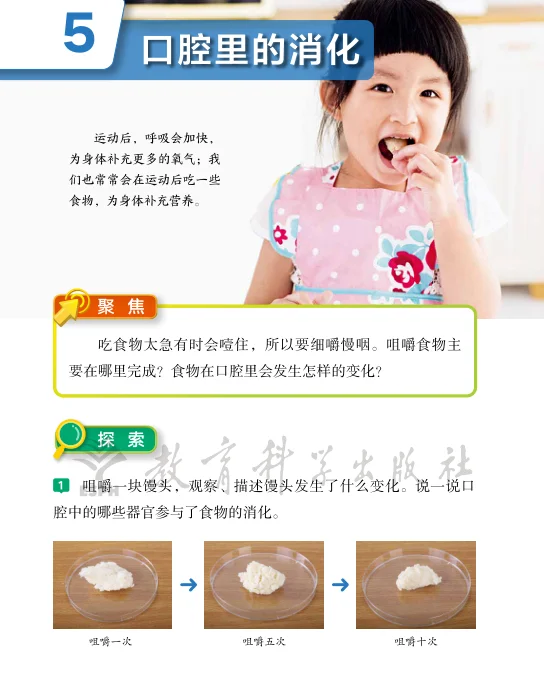 5
口腔里的消化
运动后，呼吸会加快，
为身体补充更多的氧气；我
们也常常会在运动后吃一些
食物，为身体补充营养。
聚焦
吃食物太急有时会噎住，所以要细嚼慢咽。咀嚼食物主
要在哪里完成？食物在口腔里会发生怎样的变化？
探索
教育科学出版社
ESPH
1 咀嚼一块馒头，观察、描述馒头发生了什么变化。说一说口
腔中的哪些器官参与了食物的消化。
咀嚼一次
咀嚼五次
咀嚼十次